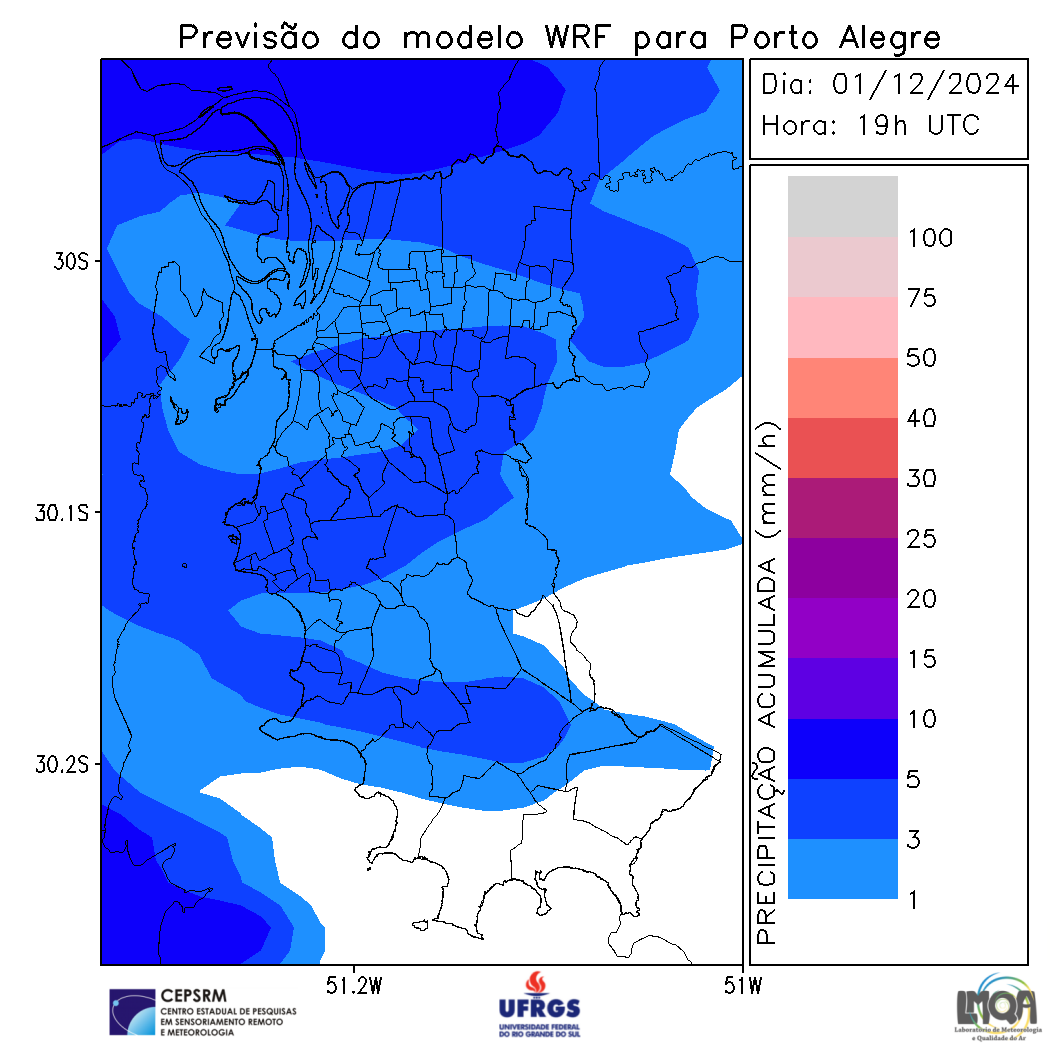 Previsão do modelo WRF para Porto Alegre
Dia: 01/12/2024
Hora: 19h UTC
30S
30.1S
30.2S
51.2W
51W
PRECIPITAÇÃO ACUMULADA (mm/h)
100
75
50
40
30
25
20
15
10
5
3
1
CEPSRM
CENTRO ESTADUAL DE PESQUISAS
EM SENSORIAMENTO REMOTO
E METEOROLOGIA
UFRGS
UNIVERSIDADE FEDERAL
DO RIO GRANDE DO SUL
LMQA
Laboratório de Meteorologia
e Qualidade do Ar